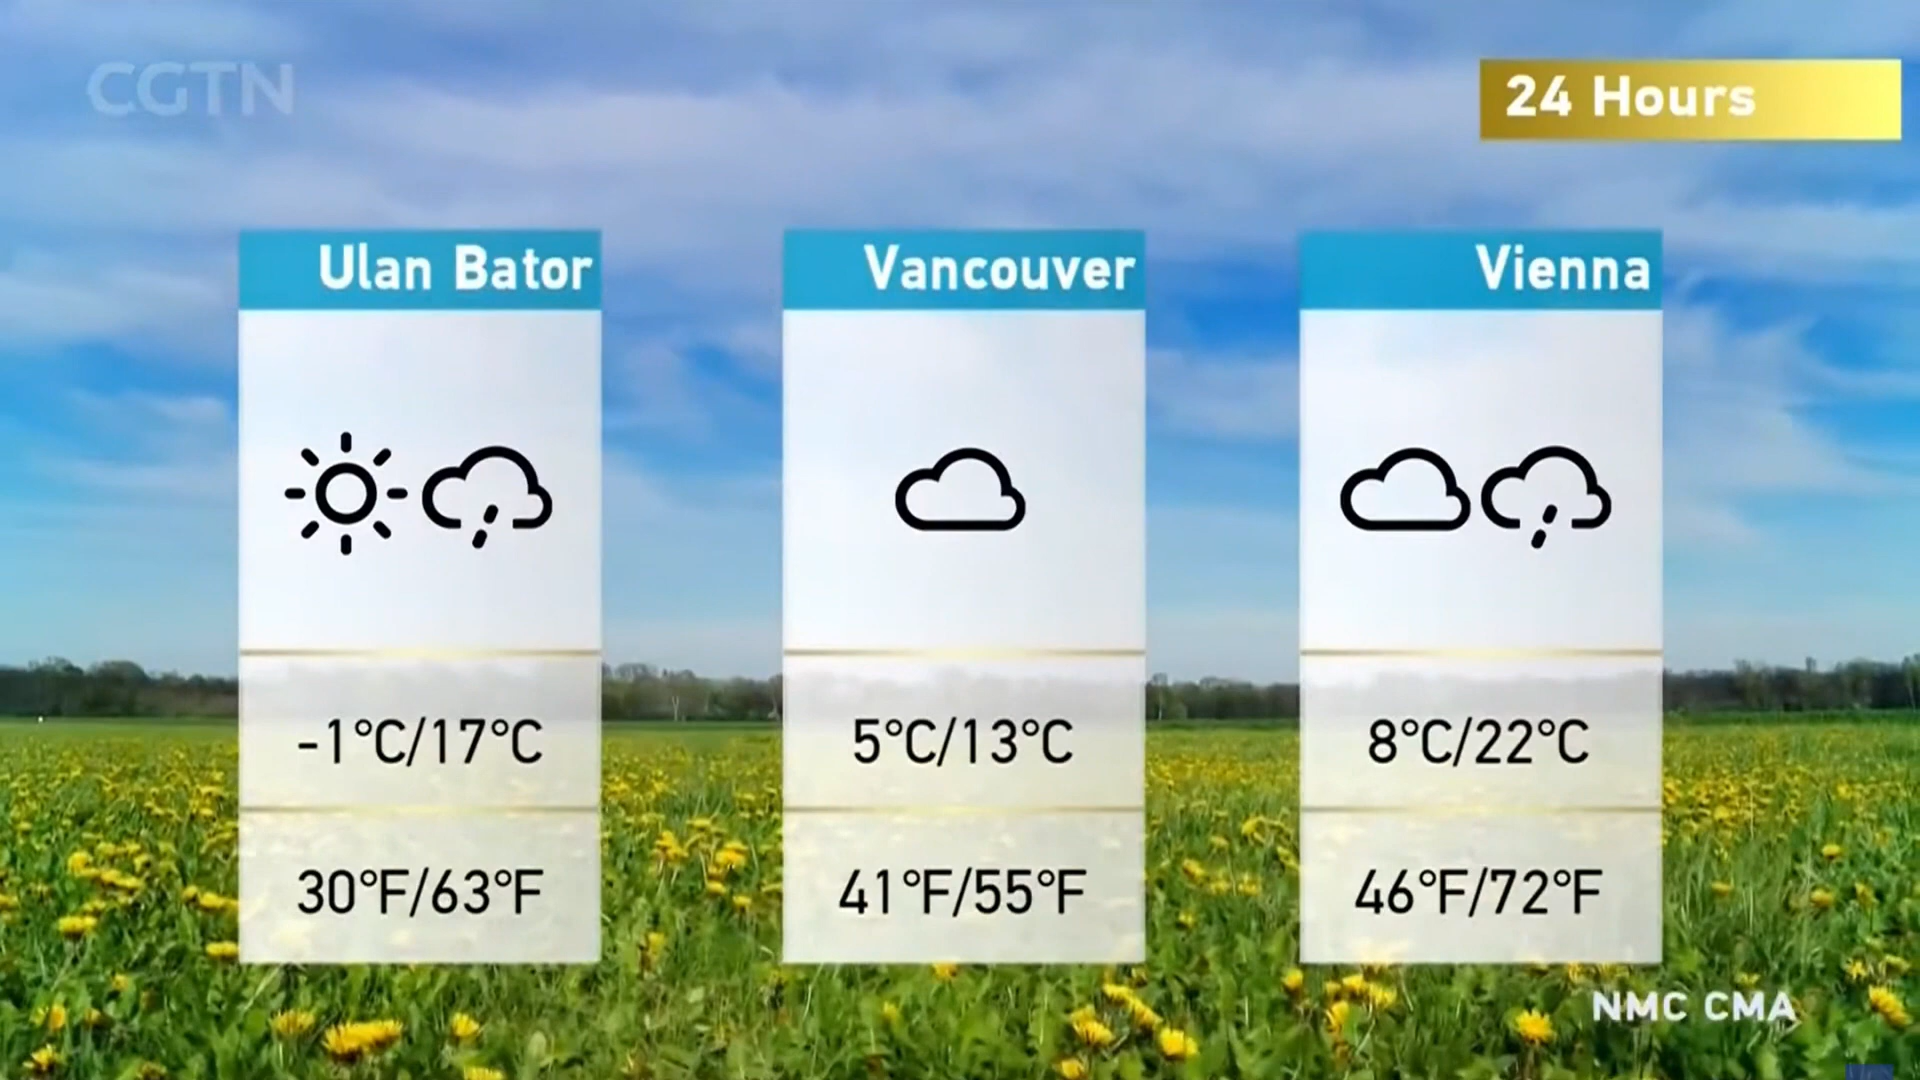 CGTN
24 Hours
Ulan Bator
-1°C/17°C
30°F/63°F
Vancouver
5°C/13°C
41°F/55°F
Vienna
8°C/22°C
46°F/72°F
NMC CMA